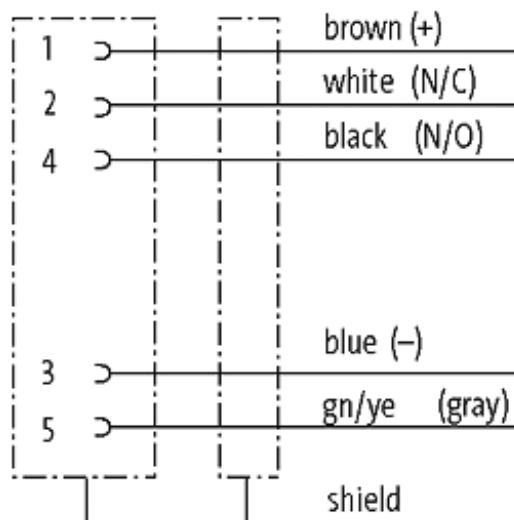 1 brown (+)
2 white (N/C)
4 black (N/O)
3 blue (–)
5 gn/ye (gray)
shield